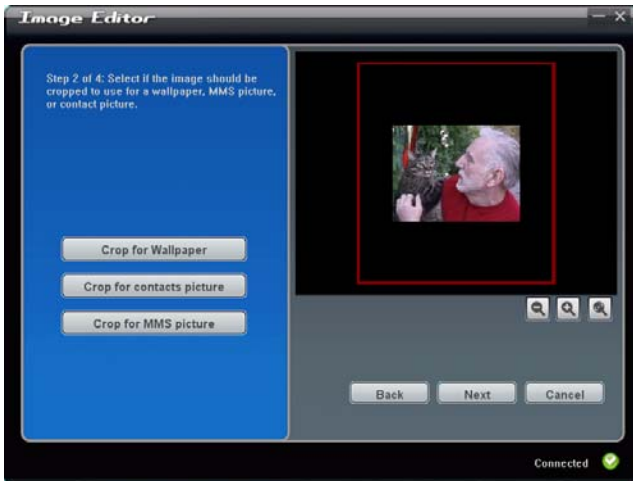 Image Editor
Step 2 of 4: Select if the image should be
cropped to use for a wallpaper, MMS picture,
or contact picture.
Crop for Wallpaper
Crop for contacts picture
Crop for MMS picture
Back
Next
Cancel
Connected